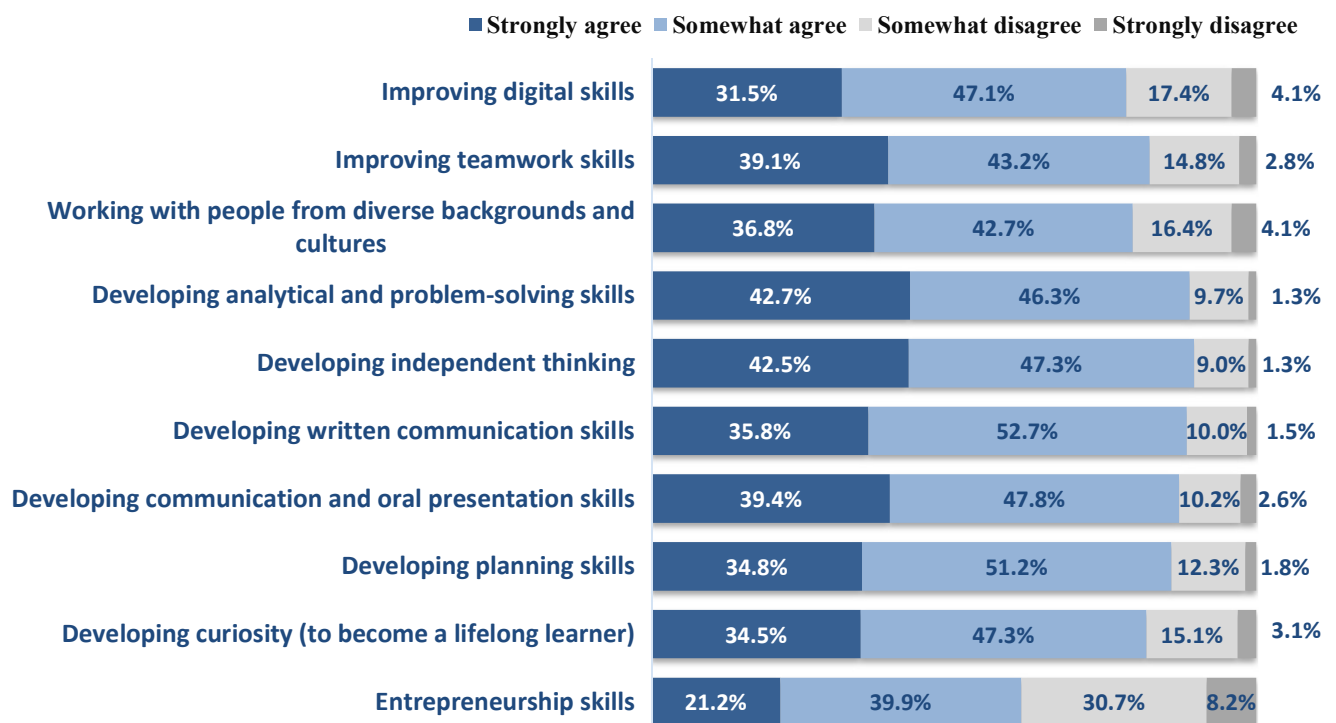 Strongly agree Somewhat agree Somewhat disagree Strongly disagree
Improving digital skills 31.5% 47.1% 17.4% 4.1%
Improving teamwork skills 39.1% 43.2% 14.8% 2.8%
Working with people from diverse backgrounds and
cultures 36.8% 42.7% 16.4% 4.1%
Developing analytical and problem-solving skills 42.7% 46.3% 9.7% 1.3%
Developing independent thinking 42.5% 47.3% 9.0% 1.3%
Developing written communication skills 35.8% 52.7% 10.0% 1.5%
Developing communication and oral presentation skills 39.4% 47.8% 10.2% 2.6%
Developing planning skills 34.8% 51.2% 12.3% 1.8%
Developing curiosity (to become a lifelong learner) 34.5% 47.3% 15.1% 3.1%
Entrepreneurship skills 21.2% 39.9% 30.7% 8.2%